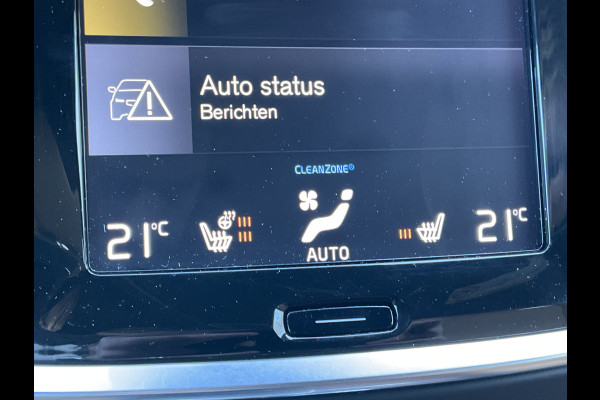 Auto status
Berichten
CLEANZONE®
21°C
21°C
AUTO